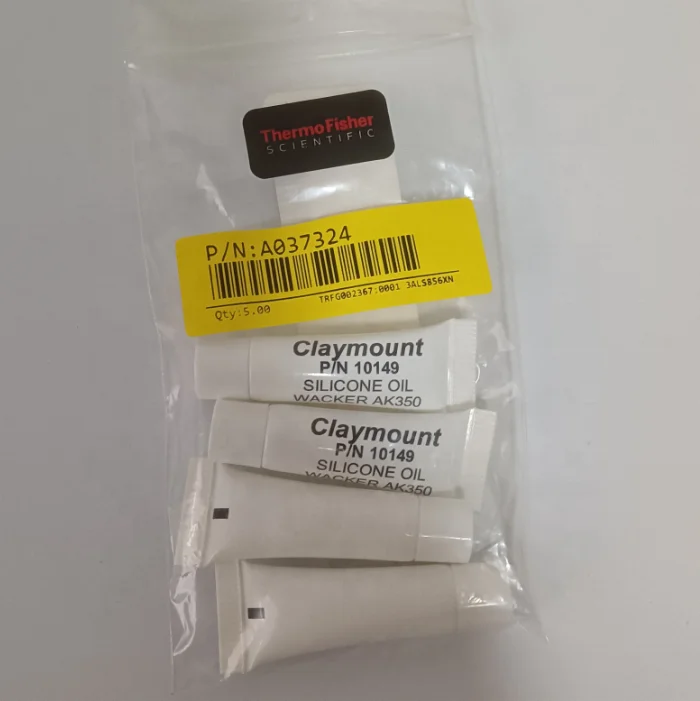 ThermoFisher
SCIENTIFIC
P/N:A037324
TRFG002367:0001 3ALS856XN
Qty:5.00
Claymount
P/N 10149
SILICONE OIL
WACKER AK350
Claymount
P/N 10149
SILICONE OIL
WACKER AK350